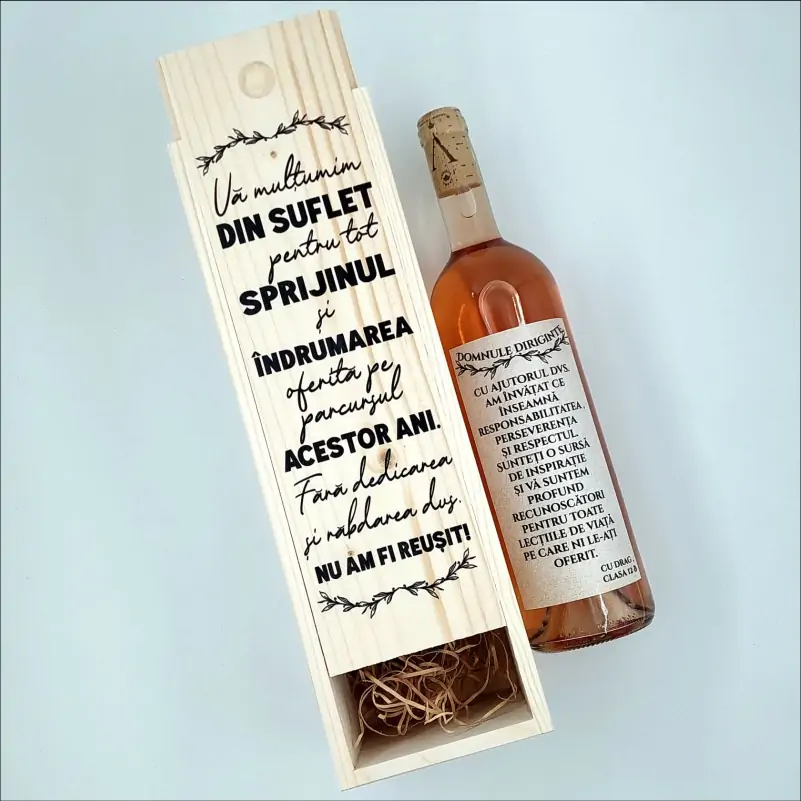 Vă mulțumim
DIN SUFLET
pentru tot
SPRIJINUL
și
ÎNDRUMAREA
oferită pe
parcursul
ACESTOR ANI.
Fără dedicarea
și răbdarea dvs.
NU AM FI REUȘIT!
DOMNULE DIRIGINTE
CU AJUTORUL DVS.
AM ÎNVĂȚAT CE
ÎNSEAMNĂ
RESPONSABILITATEA,
PERSEVERENȚA
ȘI RESPECTUL.
SUNTEȚI O SURSĂ
DE INSPIRAȚIE
ȘI VĂ SUNTEM
PROFUND
RECUNOSCĂTORI
PENTRU TOATE
LECȚIILE DE VIAȚĂ
PE CARE NI LE-AȚI
OFERIT.
CU DRAG,
CLASA 12 B